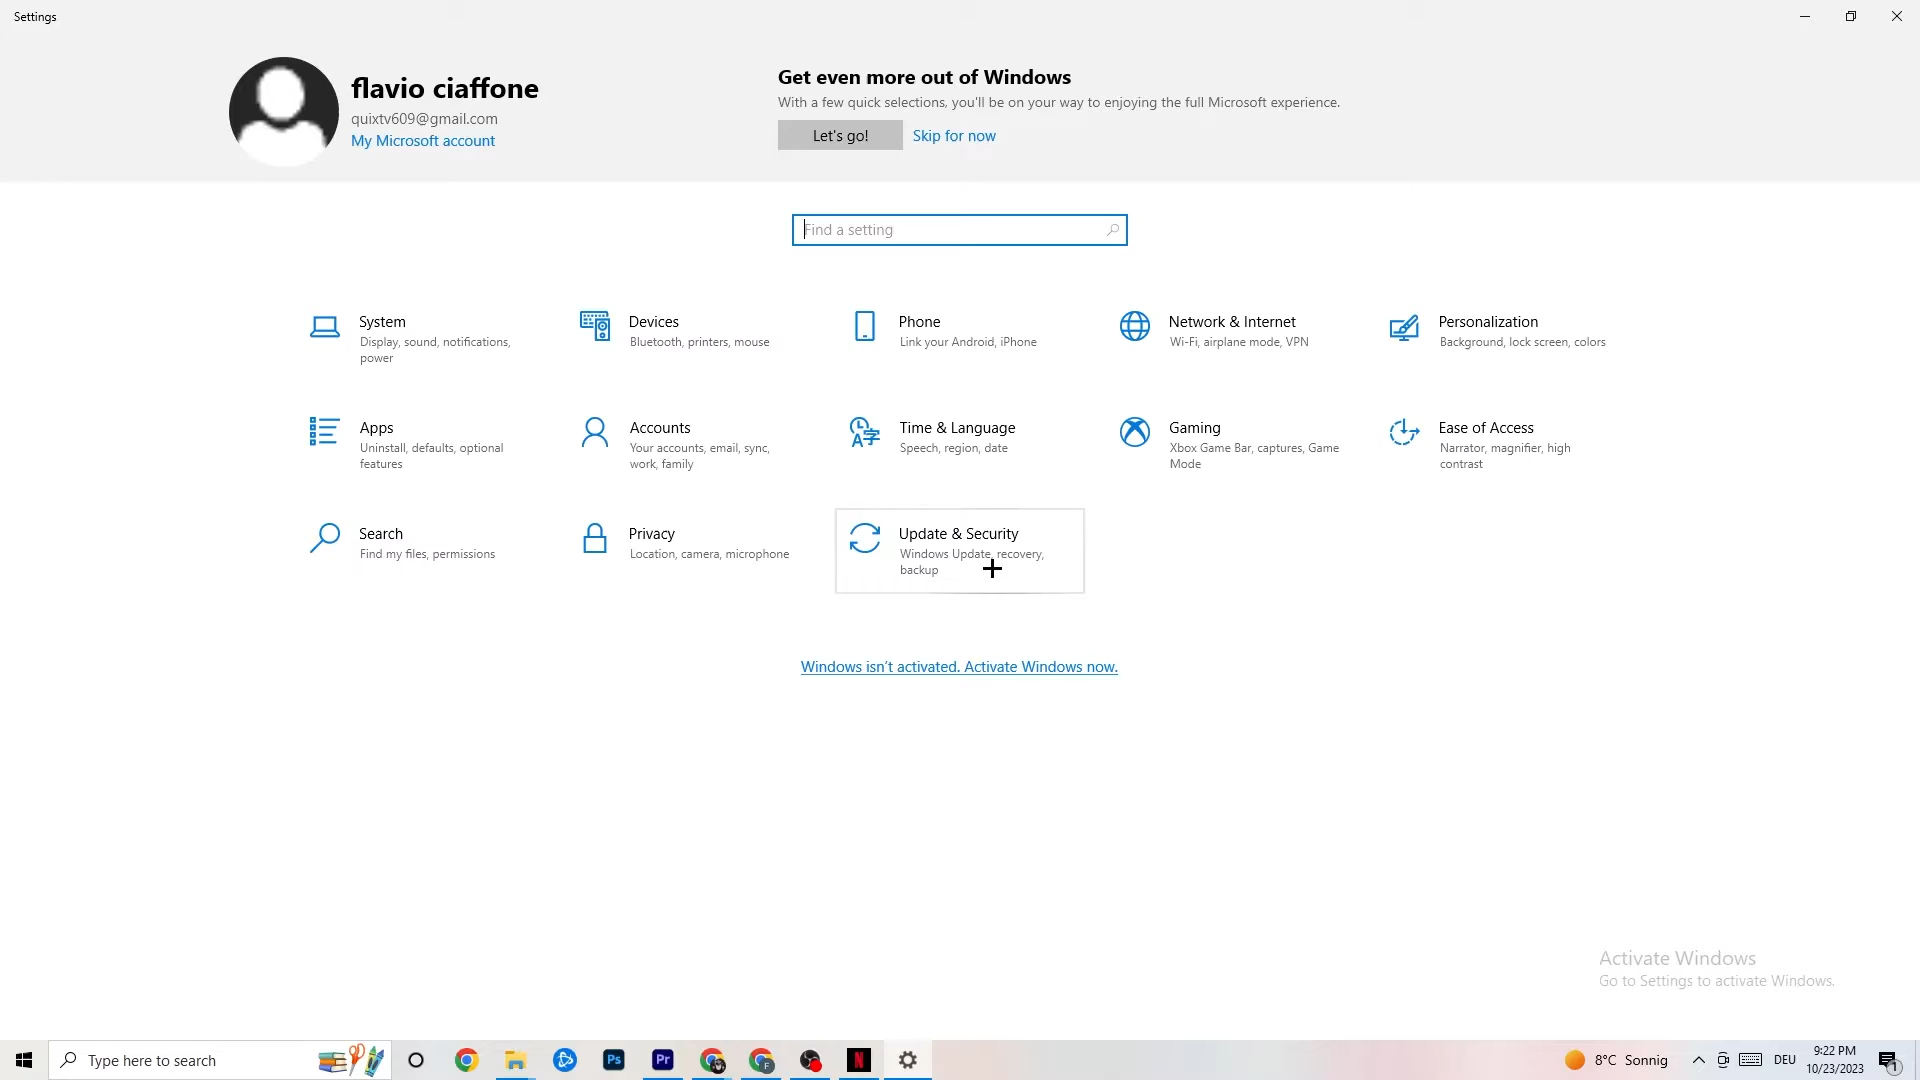 Settings
flavio ciaffone
quixtv609@gmail.com
My Microsoft account
Get even more out of Windows
With a few quick selections, you'll be on your way to enjoying the full Microsoft experience.
Let's go! Skip for now
Find a setting
System
Display, sound, notifications,
power
Devices
Bluetooth, printers, mouse
Phone
Link your Android, iPhone
Network & Internet
Wi-Fi, airplane mode, VPN
Personalization
Background, lock screen, colors
Apps
Uninstall, defaults, optional
features
Accounts
Your accounts, email, sync,
work, family
Time & Language
Speech, region, date
Gaming
Xbox Game Bar, captures, Game
Mode
Ease of Access
Narrator, magnifier, high
contrast
Search
Find my files, permissions
Privacy
Location, camera, microphone
Update & Security
Windows Update, recovery,
backup
Windows isn't activated. Activate Windows now.
Activate Windows
Go to Settings to activate Windows.
Type here to search
Ps
Pr
F
N
8°C Sonnig
DEU
9:22 PM
10/23/2023
1